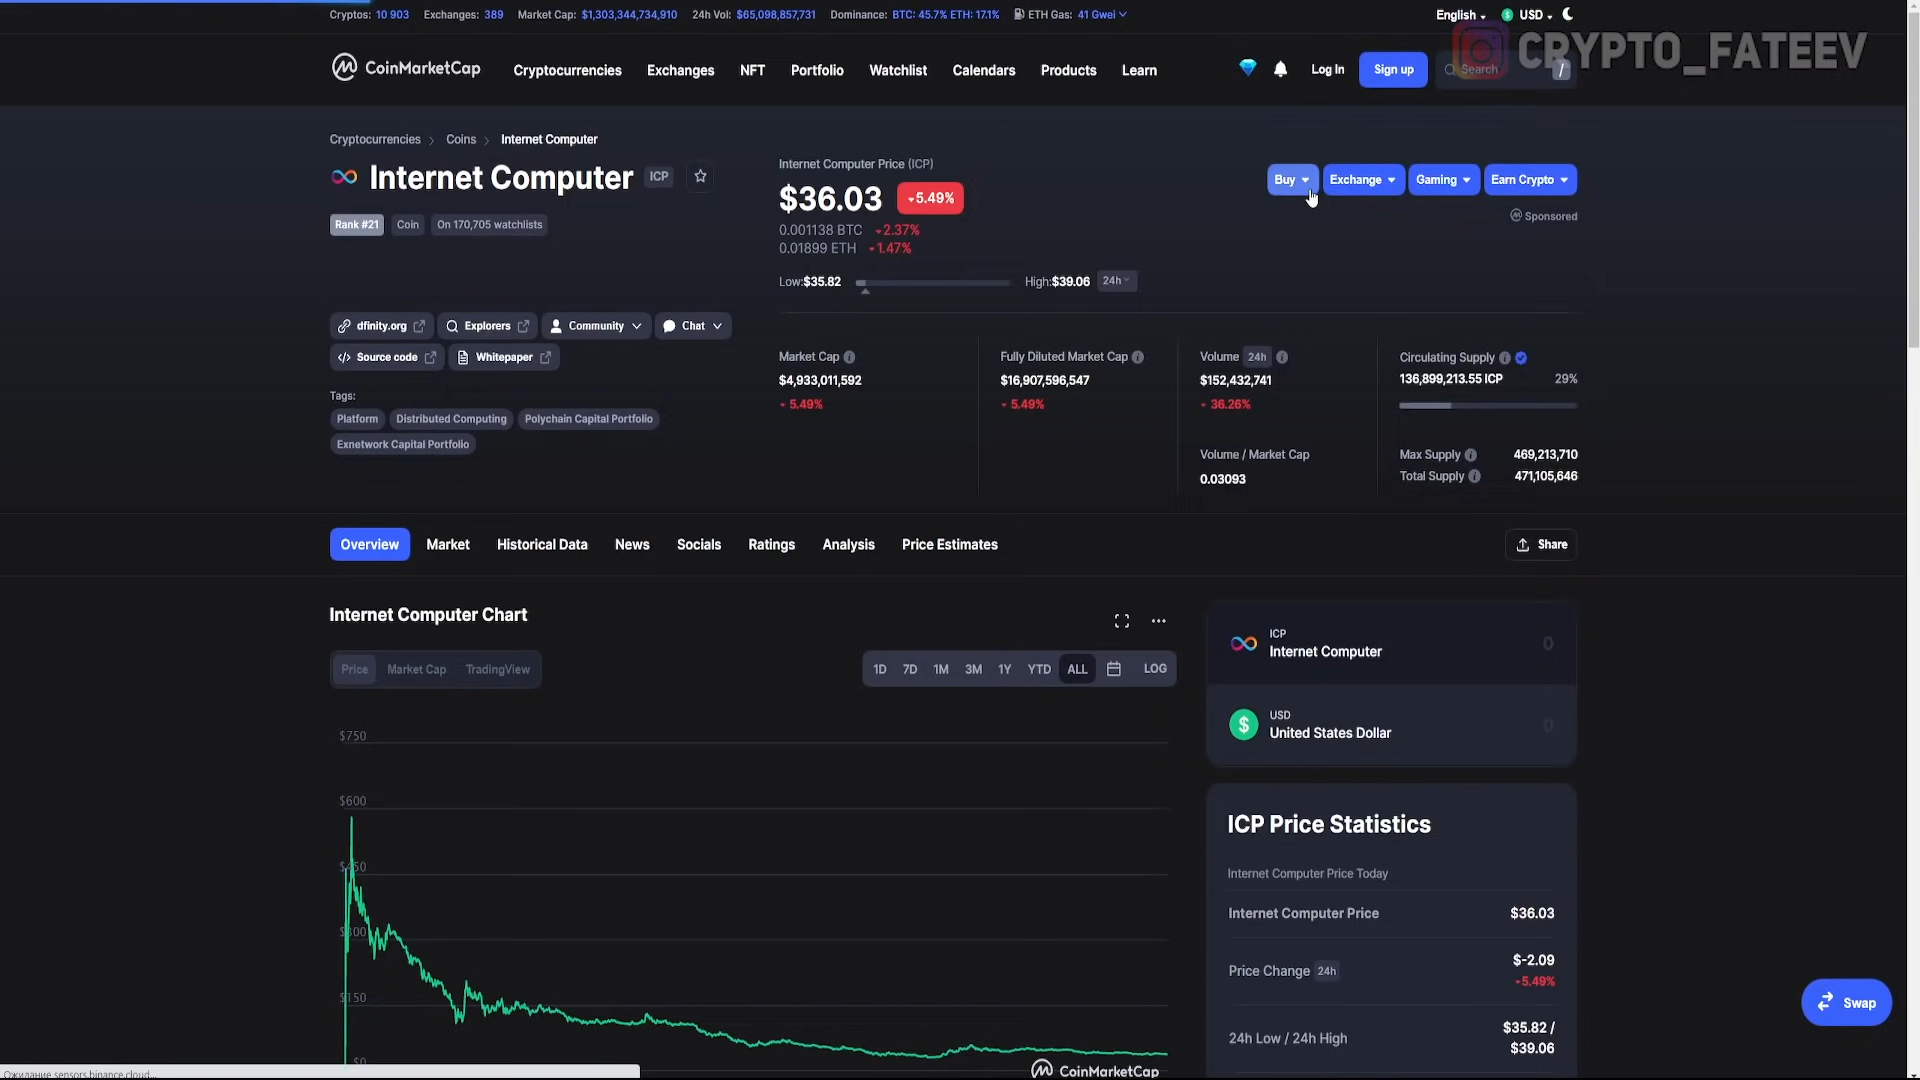 Cryptos: 10 903 Exchanges: 389 Market Cap: $1,303,344,734,910 24h Vol: $65,098,857,731 Dominance: BTC: 45.7% ETH: 17.1% ETH Gas: 41 Gwei English USD
CRYPTO_FATEEV
CoinMarketCap Cryptocurrencies Exchanges NFT Portfolio Watchlist Calendars Products Learn Log In Sign up Search /
Cryptocurrencies Coins Internet Computer
Internet Computer ICP
Rank #21 Coin On 170,705 watchlists
Internet Computer Price (ICP)
$36.03 5.49%
0.001138 BTC 2.37%
0.01899 ETH 1.47%
Low:$35.82 High:$39.06 24h
Buy Exchange Gaming Earn Crypto
Sponsored
dfinity.org Explorers Community Chat
Source code Whitepaper
Tags:
Platform Distributed Computing Polychain Capital Portfolio
Exnetwork Capital Portfolio
Market Cap
$4,933,011,592
5.49%
Fully Diluted Market Cap
$16,907,596,547
5.49%
Volume 24h
$152,432,741
36.26%
Volume / Market Cap
0.03093
Circulating Supply
136,899,213.55 ICP 29%
Max Supply 469,213,710
Total Supply 471,105,646
Overview Market Historical Data News Socials Ratings Analysis Price Estimates Share
Internet Computer Chart
Price Market Cap TradingView 1D 7D 1M 3M 1Y YTD ALL LOG
$750
$600
$450
$300
$150
$0
CoinMarketCap
ICP
Internet Computer 0
USD
United States Dollar 0
ICP Price Statistics
Internet Computer Price Today
Internet Computer Price $36.03
Price Change 24h $-2.09
5.49%
24h Low / 24h High $35.82 /
$39.06
Swap
Ожидание sensors.binance.cloud...